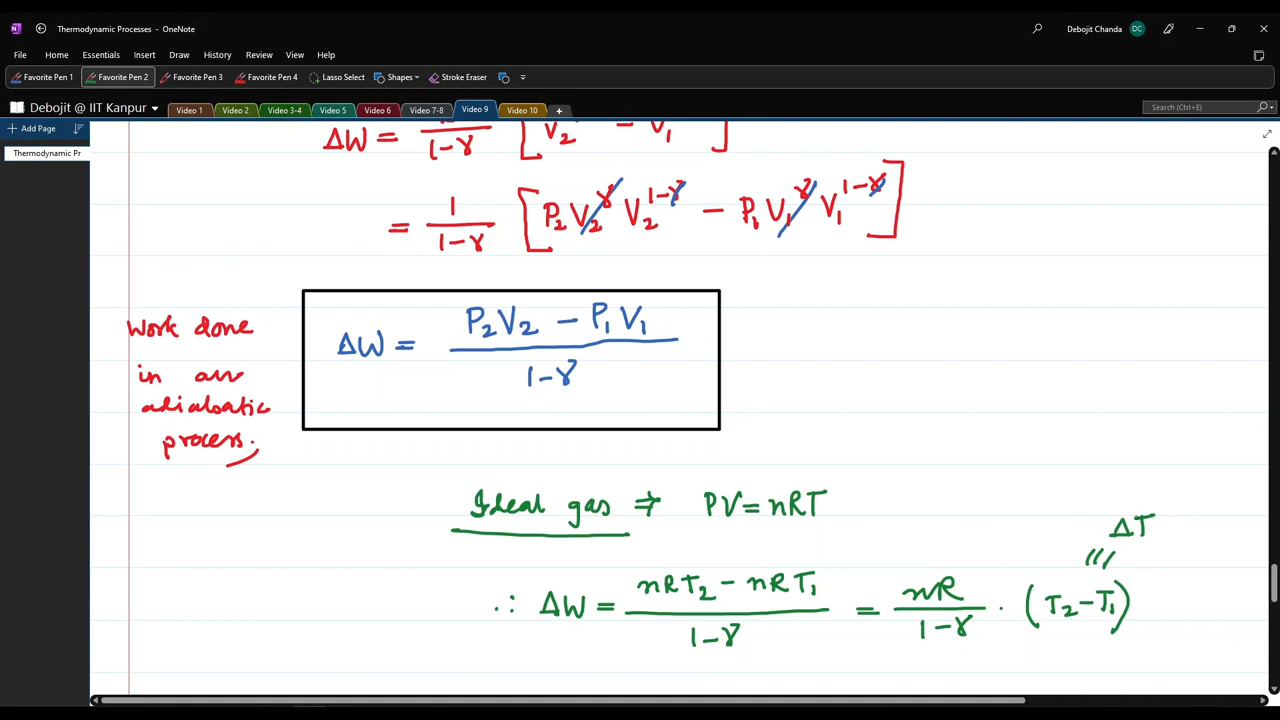 Thermodynamic Processes - OneNote
Debojit Chanda DC
File Home Essentials Insert Draw History Review View Help
Favorite Pen 1 Favorite Pen 2 Favorite Pen 3 Favorite Pen 4 Lasso Select Shapes Stroke Eraser
Debojit @ IIT Kanpur Video 1 Video 2 Video 3-4 Video 5 Video 6 Video 7-8 Video 9 Video 10 + Search (Ctrl+E)
Add Page
Thermodynamic Pr
ΔW = 1/(1-γ) [V₂ - V₁]
= 1/(1-γ) [P₂V₂^γ V₂^(1-γ) - P₁V₁^γ V₁^(1-γ)]
Work done
in an
adiabatic
process.
ΔW = (P₂V₂ - P₁V₁)/(1-γ)
Ideal gas ⇒ PV = nRT
ΔT
∴ ΔW = (nRT₂ - nRT₁)/(1-γ) = nR/(1-γ) · (T₂-T₁)